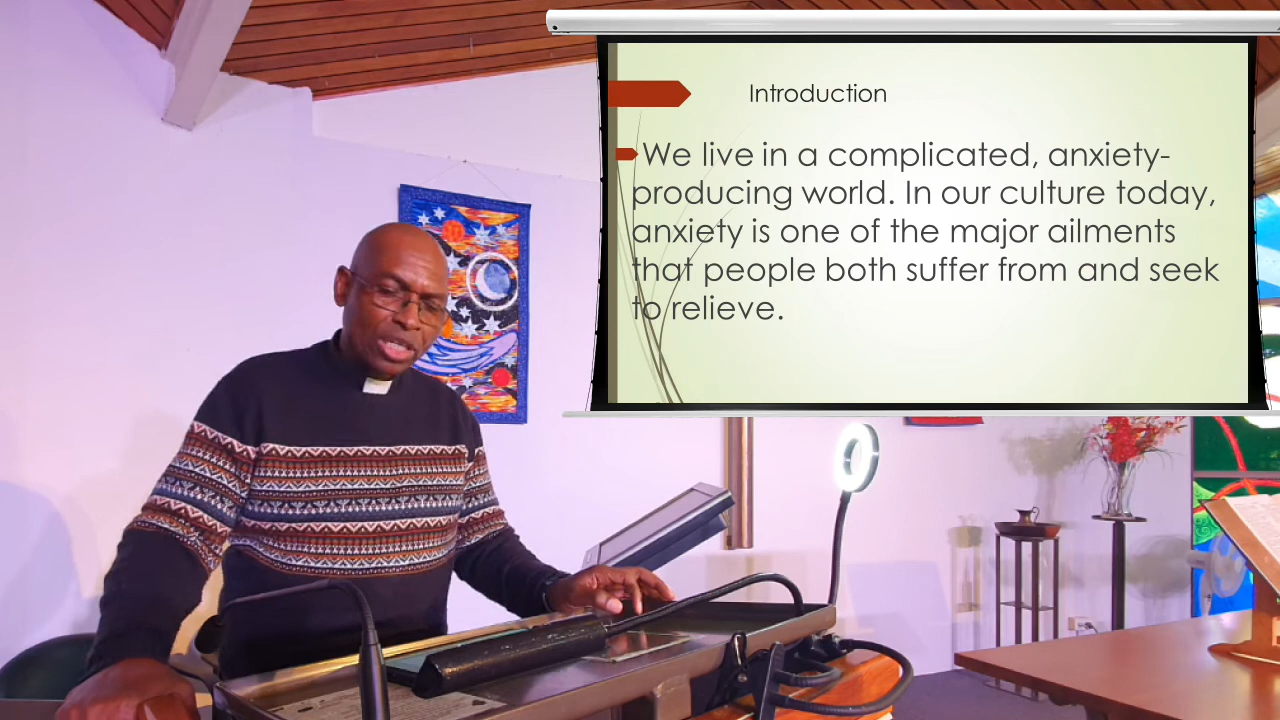 Introduction
We live in a complicated, anxiety-
producing world. In our culture today,
anxiety is one of the major ailments
that people both suffer from and seek
to relieve.